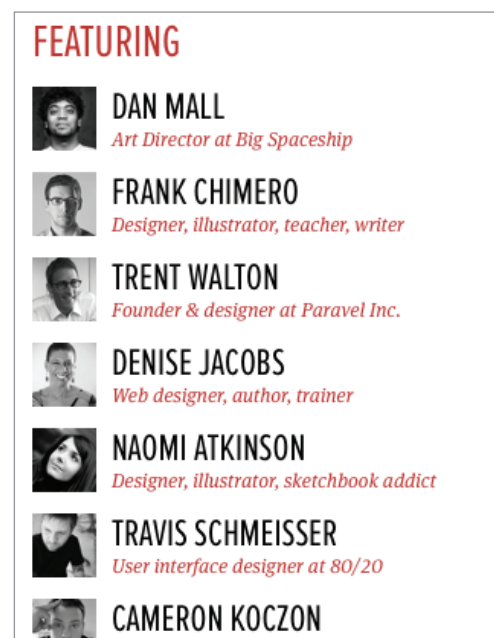 FEATURING
DAN MALL
Art Director at Big Spaceship
FRANK CHIMERO
Designer, illustrator, teacher, writer
TRENT WALTON
Founder & designer at Paravel Inc.
DENISE JACOBS
Web designer, author, trainer
NAOMI ATKINSON
Designer, illustrator, sketchbook addict
TRAVIS SCHMEISSER
User interface designer at 80/20
CAMERON KOCZON